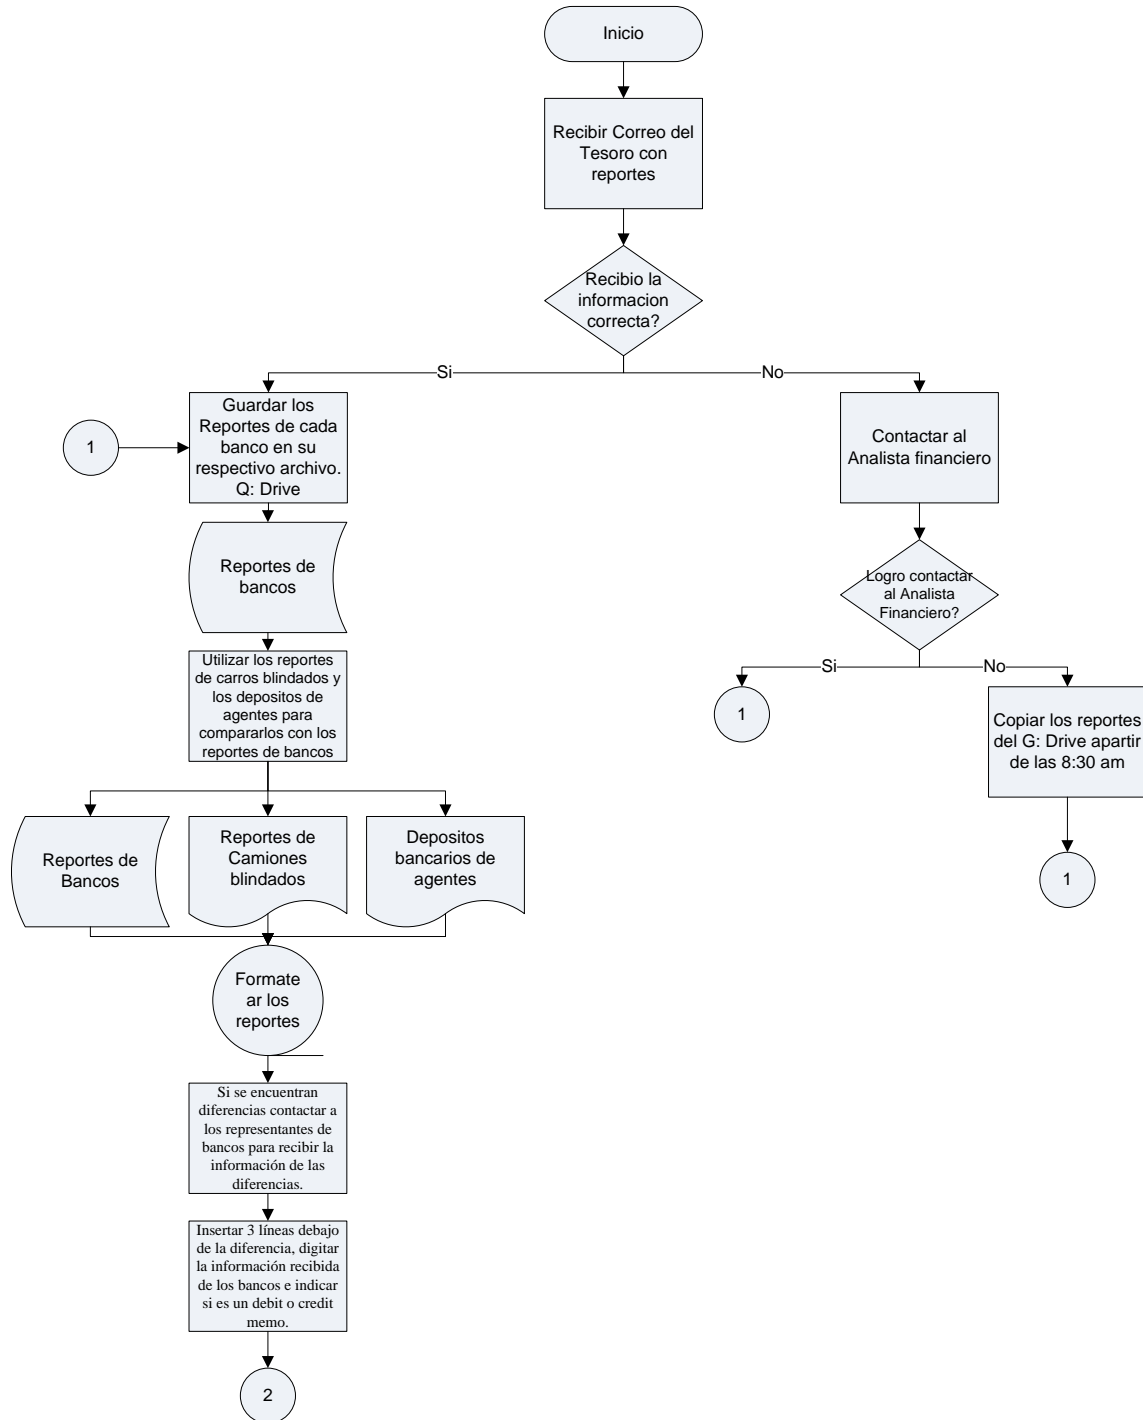 Inicio
Recibir Correo del
Tesoro con
reportes
Recibio la
informacion
correcta?
Si
No
Guardar los
Reportes de cada
banco en su
respectivo archivo.
Q: Drive
1
Contactar al
Analista financiero
Reportes de
bancos
Logro contactar
al Analista
Financiero?
Si
No
Utilizar los reportes
de carros blindados y
los depositos de
agentes para
compararlos con los
reportes de bancos
1
Copiar los reportes
del G: Drive apartir
de las 8:30 am
Reportes de
Bancos
Reportes de
Camiones
blindados
Depositos
bancarios de
agentes
1
Formate
ar los
reportes
Si se encuentran
diferencias contactar a
los representantes de
bancos para recibir la
información de las
diferencias.
Insertar 3 líneas debajo
de la diferencia, digitar
la información recibida
de los bancos e indicar
si es un debit o credit
memo.
2